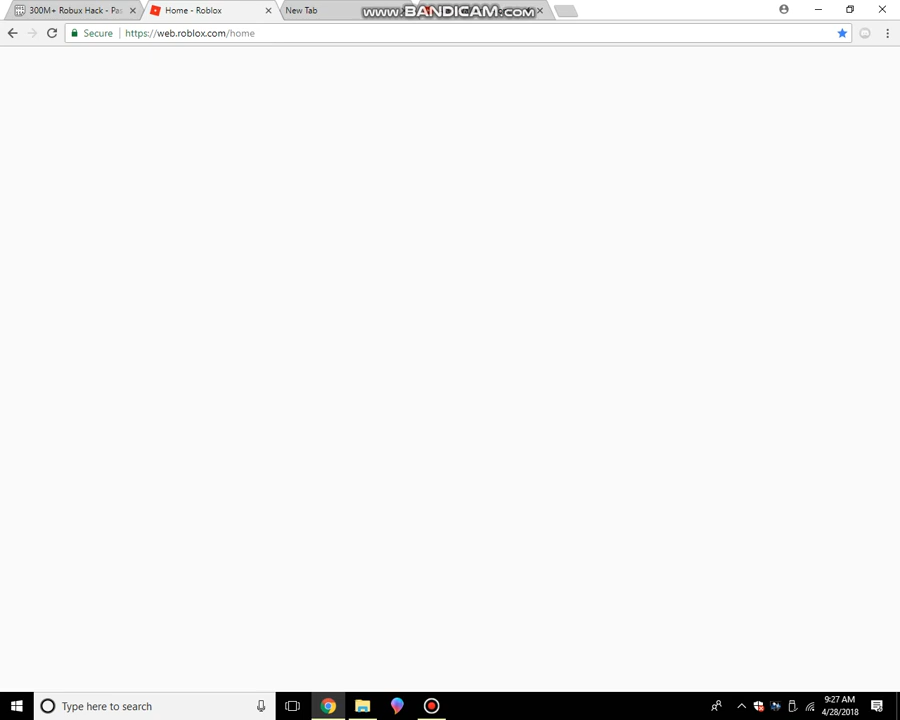 300M+ Robux Hack - Pas
Home - Roblox
New Tab
www.BANDICAM.com
Secure
https://web.roblox.com/home
Type here to search
9:27 AM
4/28/2018